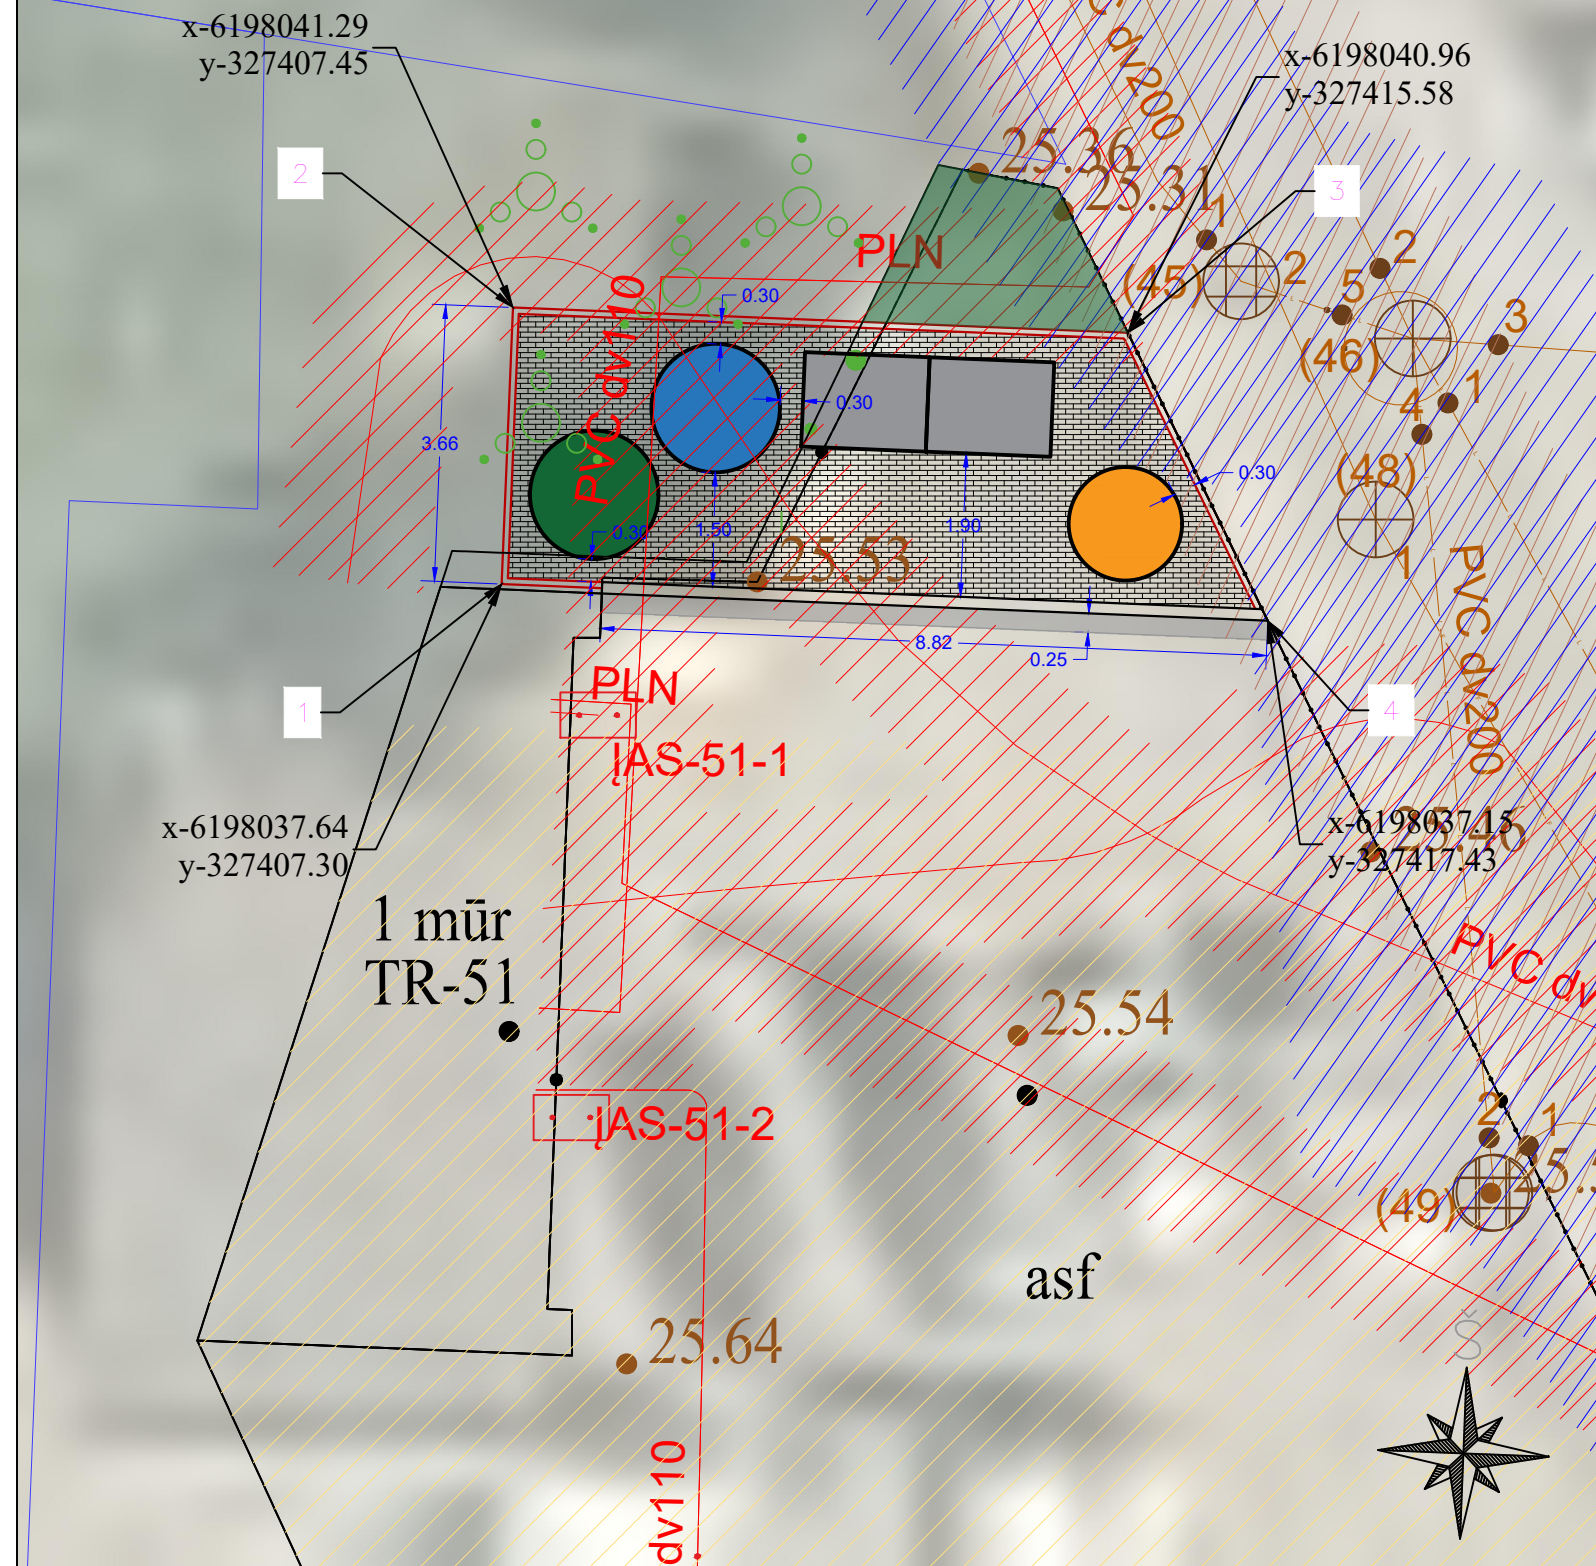 x-6198041.29
y-327407.45
x-6198040.96
y-327415.58
dv200
2
3
25.36
25.31
1
2
2
5
3
(45)
(46)
1
4
(48)
1
PLN
PVC dv110
0.30
0.30
0.30
0.30
3.66
1.50
1.90
25.53
8.82
0.25
PVC dv200
PLN
ĮAS-51-1
1
4
x-6198037.64
y-327407.30
x-6198037.15
y-327417.43
25.46
1 mūr
TR-51
PVC dv
25.54
ĮAS-51-2
2
1
(49)
asf
25.64
Š
dv110